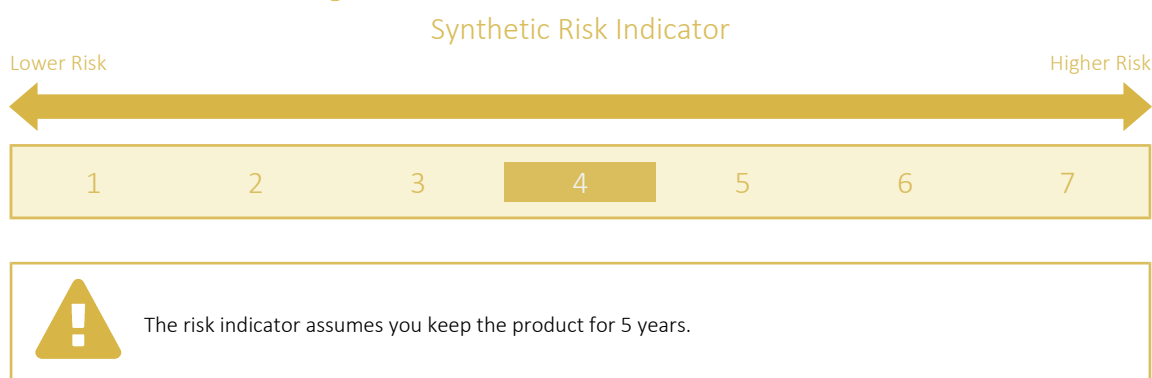 Synthetic Risk Indicator
Lower Risk Higher Risk
1 2 3 4 5 6 7
The risk indicator assumes you keep the product for 5 years.